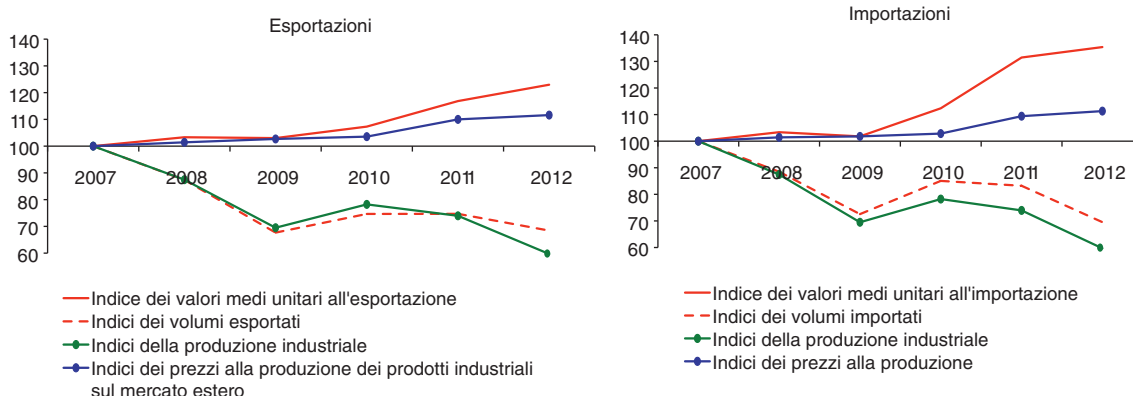 Esportazioni
140
130
120
110
100
90
80
70
60
2007 2008 2009 2010 2011 2012
Indice dei valori medi unitari all'esportazione
Indici dei volumi esportati
Indici della produzione industriale
Indici dei prezzi alla produzione dei prodotti industriali
sul mercato estero
Importazioni
140
130
120
110
100
90
80
70
60
2007 2008 2009 2010 2011 2012
Indice dei valori medi unitari all'importazione
Indici dei volumi importati
Indici della produzione industriale
Indici dei prezzi alla produzione